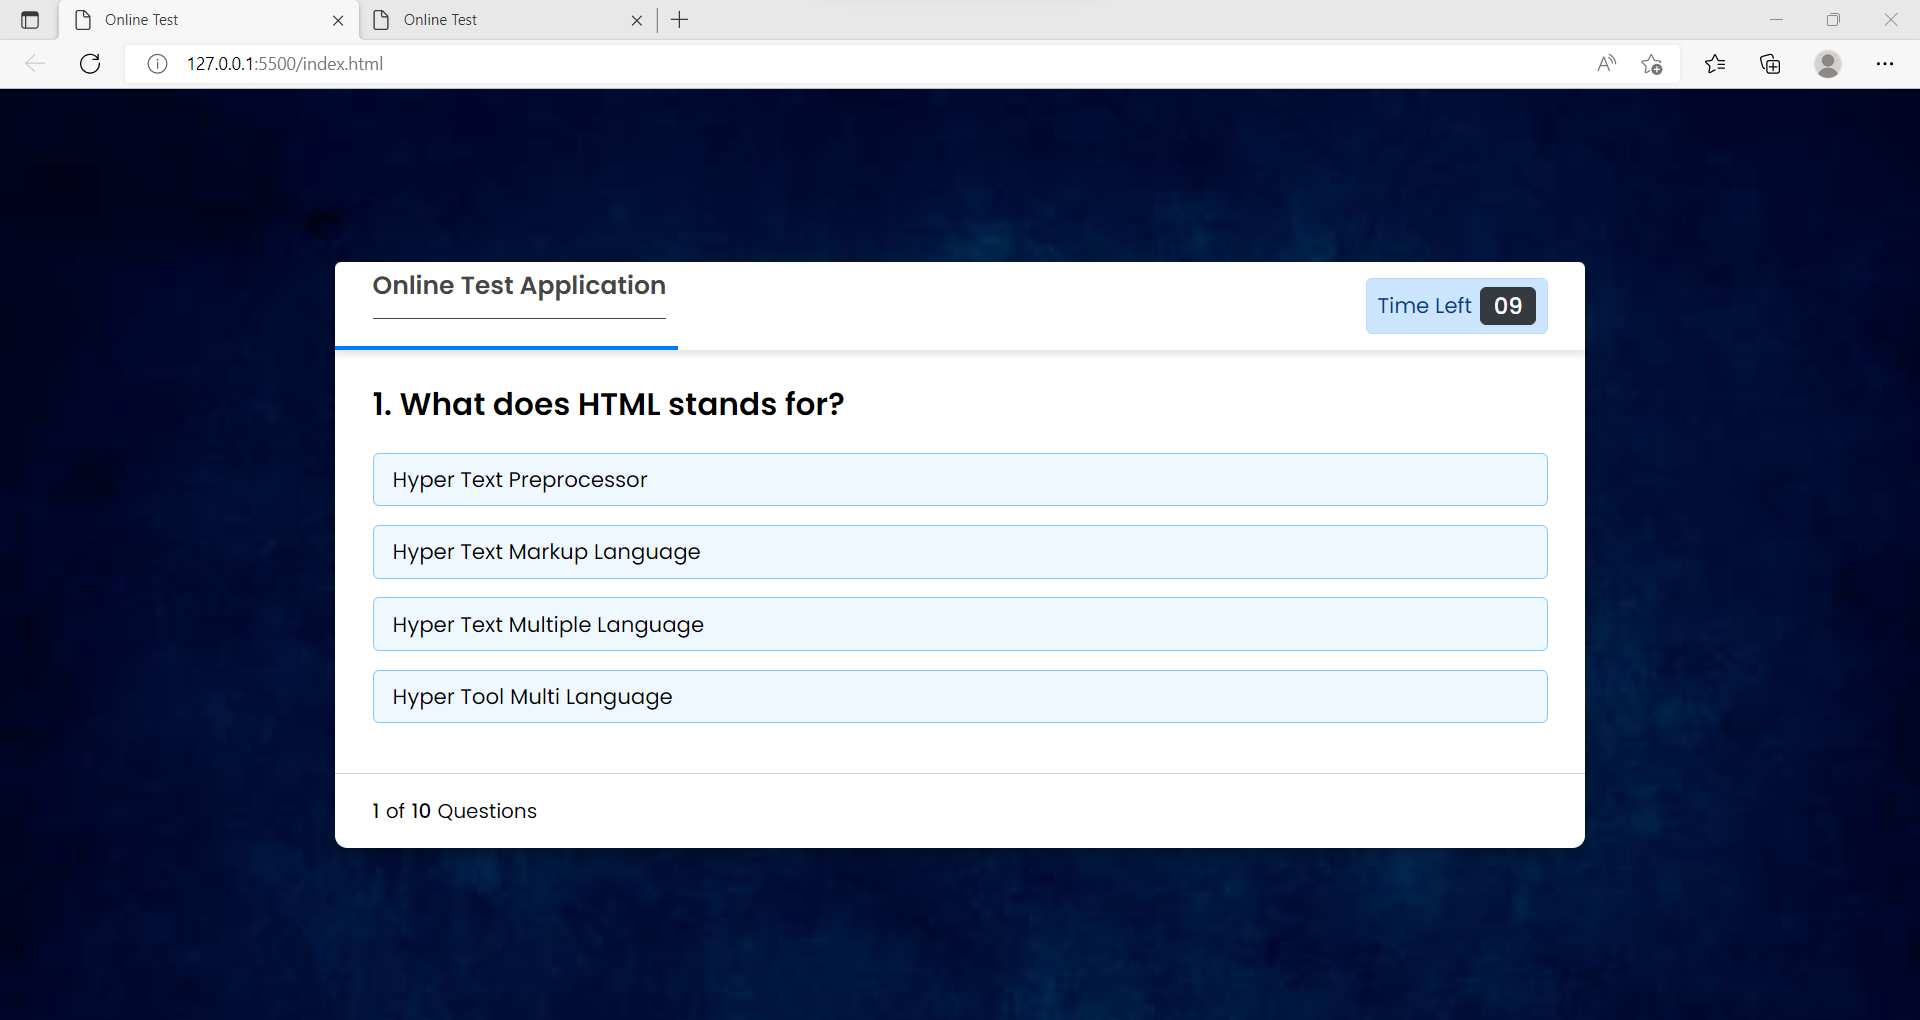 Online Test
Online Test
127.0.0.1:5500/index.html
Online Test Application
Time Left 09
1. What does HTML stands for?
Hyper Text Preprocessor
Hyper Text Markup Language
Hyper Text Multiple Language
Hyper Tool Multi Language
1 of 10 Questions